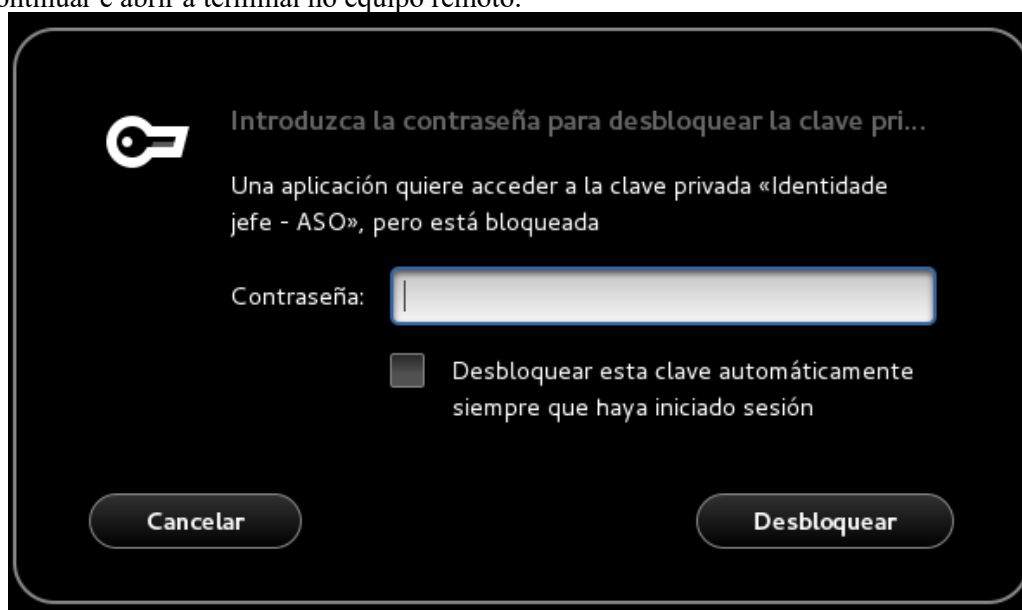 continuar e abrir a terminal no equipo remoto.
Introduzca la contraseña para desbloquear la clave pri...
Una aplicación quiere acceder a la clave privada «Identidade
jefe - ASO», pero está bloqueada
Contraseña:
Desbloquear esta clave automáticamente
siempre que haya iniciado sesión
Cancelar Desbloquear